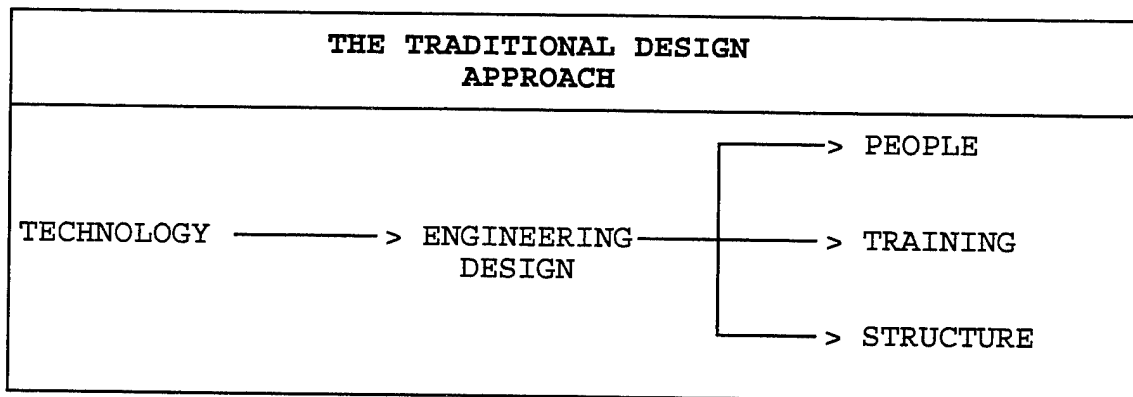 THE TRADITIONAL DESIGN
APPROACH
PEOPLE
TECHNOLOGY > ENGINEERING > TRAINING
DESIGN
STRUCTURE